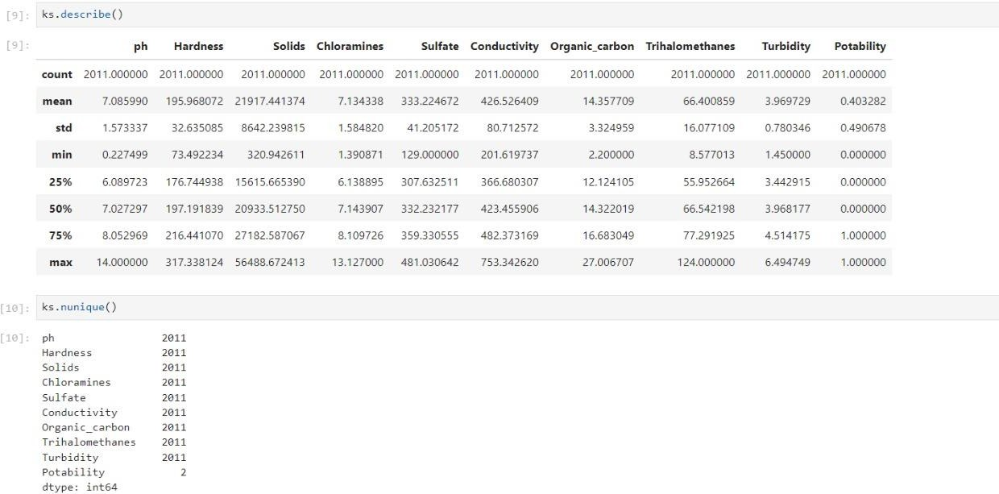 [9]: ks.describe()
[9]: ph Hardness Solids Chloramines Sulfate Conductivity Organic_carbon Trihalomethanes Turbidity Potability
count 2011.000000 2011.000000 2011.000000 2011.000000 2011.000000 2011.000000 2011.000000 2011.000000 2011.000000 2011.000000
mean 7.085990 195.968072 21917.441374 7.134338 333.224672 426.526409 14.357709 66.400859 3.969729 0.403282
std 1.573337 32.635085 8642.239815 1.584820 41.205172 80.712572 3.324959 16.077109 0.780346 0.490678
min 0.227499 73.492234 320.942611 1.390871 129.000000 201.619737 2.200000 8.577013 1.450000 0.000000
25% 6.089723 176.744938 15615.665390 6.138895 307.632511 366.680307 12.124105 55.952664 3.442915 0.000000
50% 7.027297 197.191839 20933.512750 7.143907 332.232177 423.455906 14.322019 66.542198 3.968177 0.000000
75% 8.052969 216.441070 27182.587067 8.109726 359.330555 482.373169 16.683049 77.291925 4.514175 1.000000
max 14.000000 317.338124 56488.672413 13.127000 481.030642 753.342620 27.006707 124.000000 6.494749 1.000000
[10]: ks.nunique()
[10]: ph 2011
Hardness 2011
Solids 2011
Chloramines 2011
Sulfate 2011
Conductivity 2011
Organic_carbon 2011
Trihalomethanes 2011
Turbidity 2011
Potability 2
dtype: int64